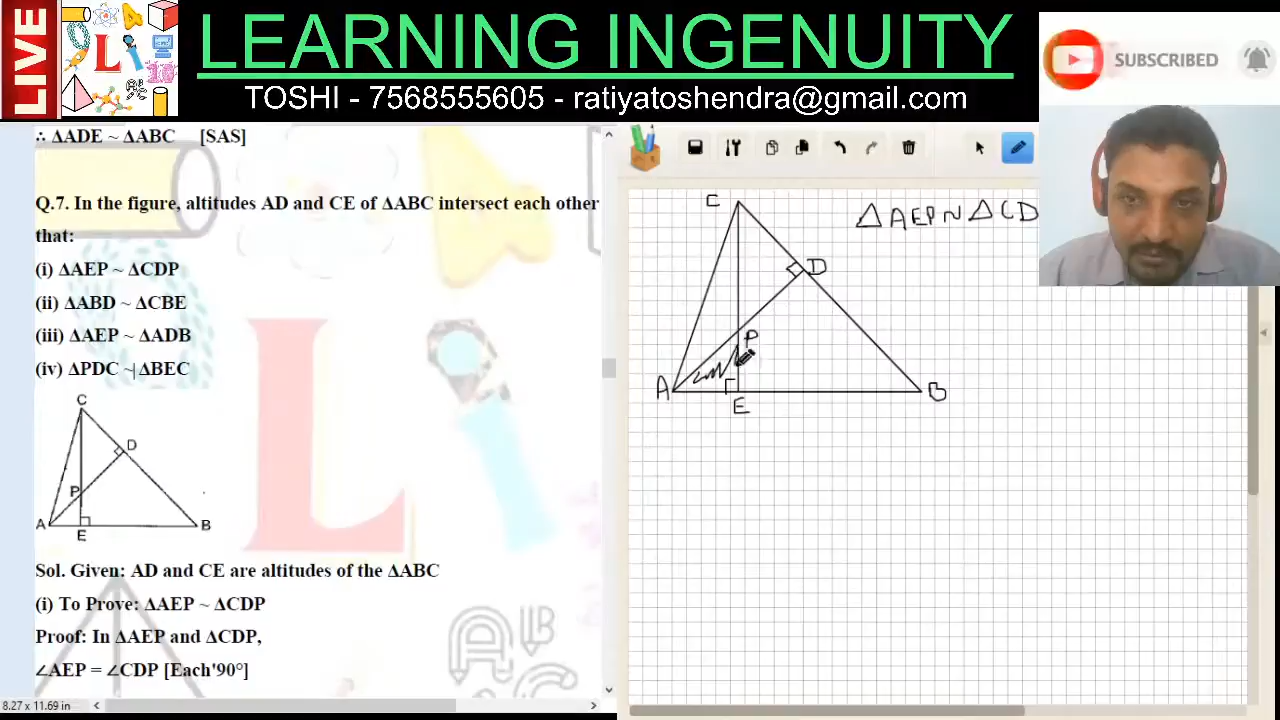 LIVE
LEARNING INGENUITY
TOSHI - 7568555605 - ratiyatoshendra@gmail.com
SUBSCRIBED
∴ ΔADE ~ ΔABC [SAS]
Q.7. In the figure, altitudes AD and CE of ΔABC intersect each other
that:
(i) ΔAEP ~ ΔCDP
(ii) ΔABD ~ ΔCBE
(iii) ΔAEP ~ ΔADB
(iv) ΔPDC ~ ΔBEC
C
D
P
A
E
B
Sol. Given: AD and CE are altitudes of the ΔABC
(i) To Prove: ΔAEP ~ ΔCDP
Proof: In ΔAEP and ΔCDP,
∠AEP = ∠CDP [Each'90°]
8.27 x 11.69 in
C
Δ AEP ~ Δ CD
D
P
A
E
B
L